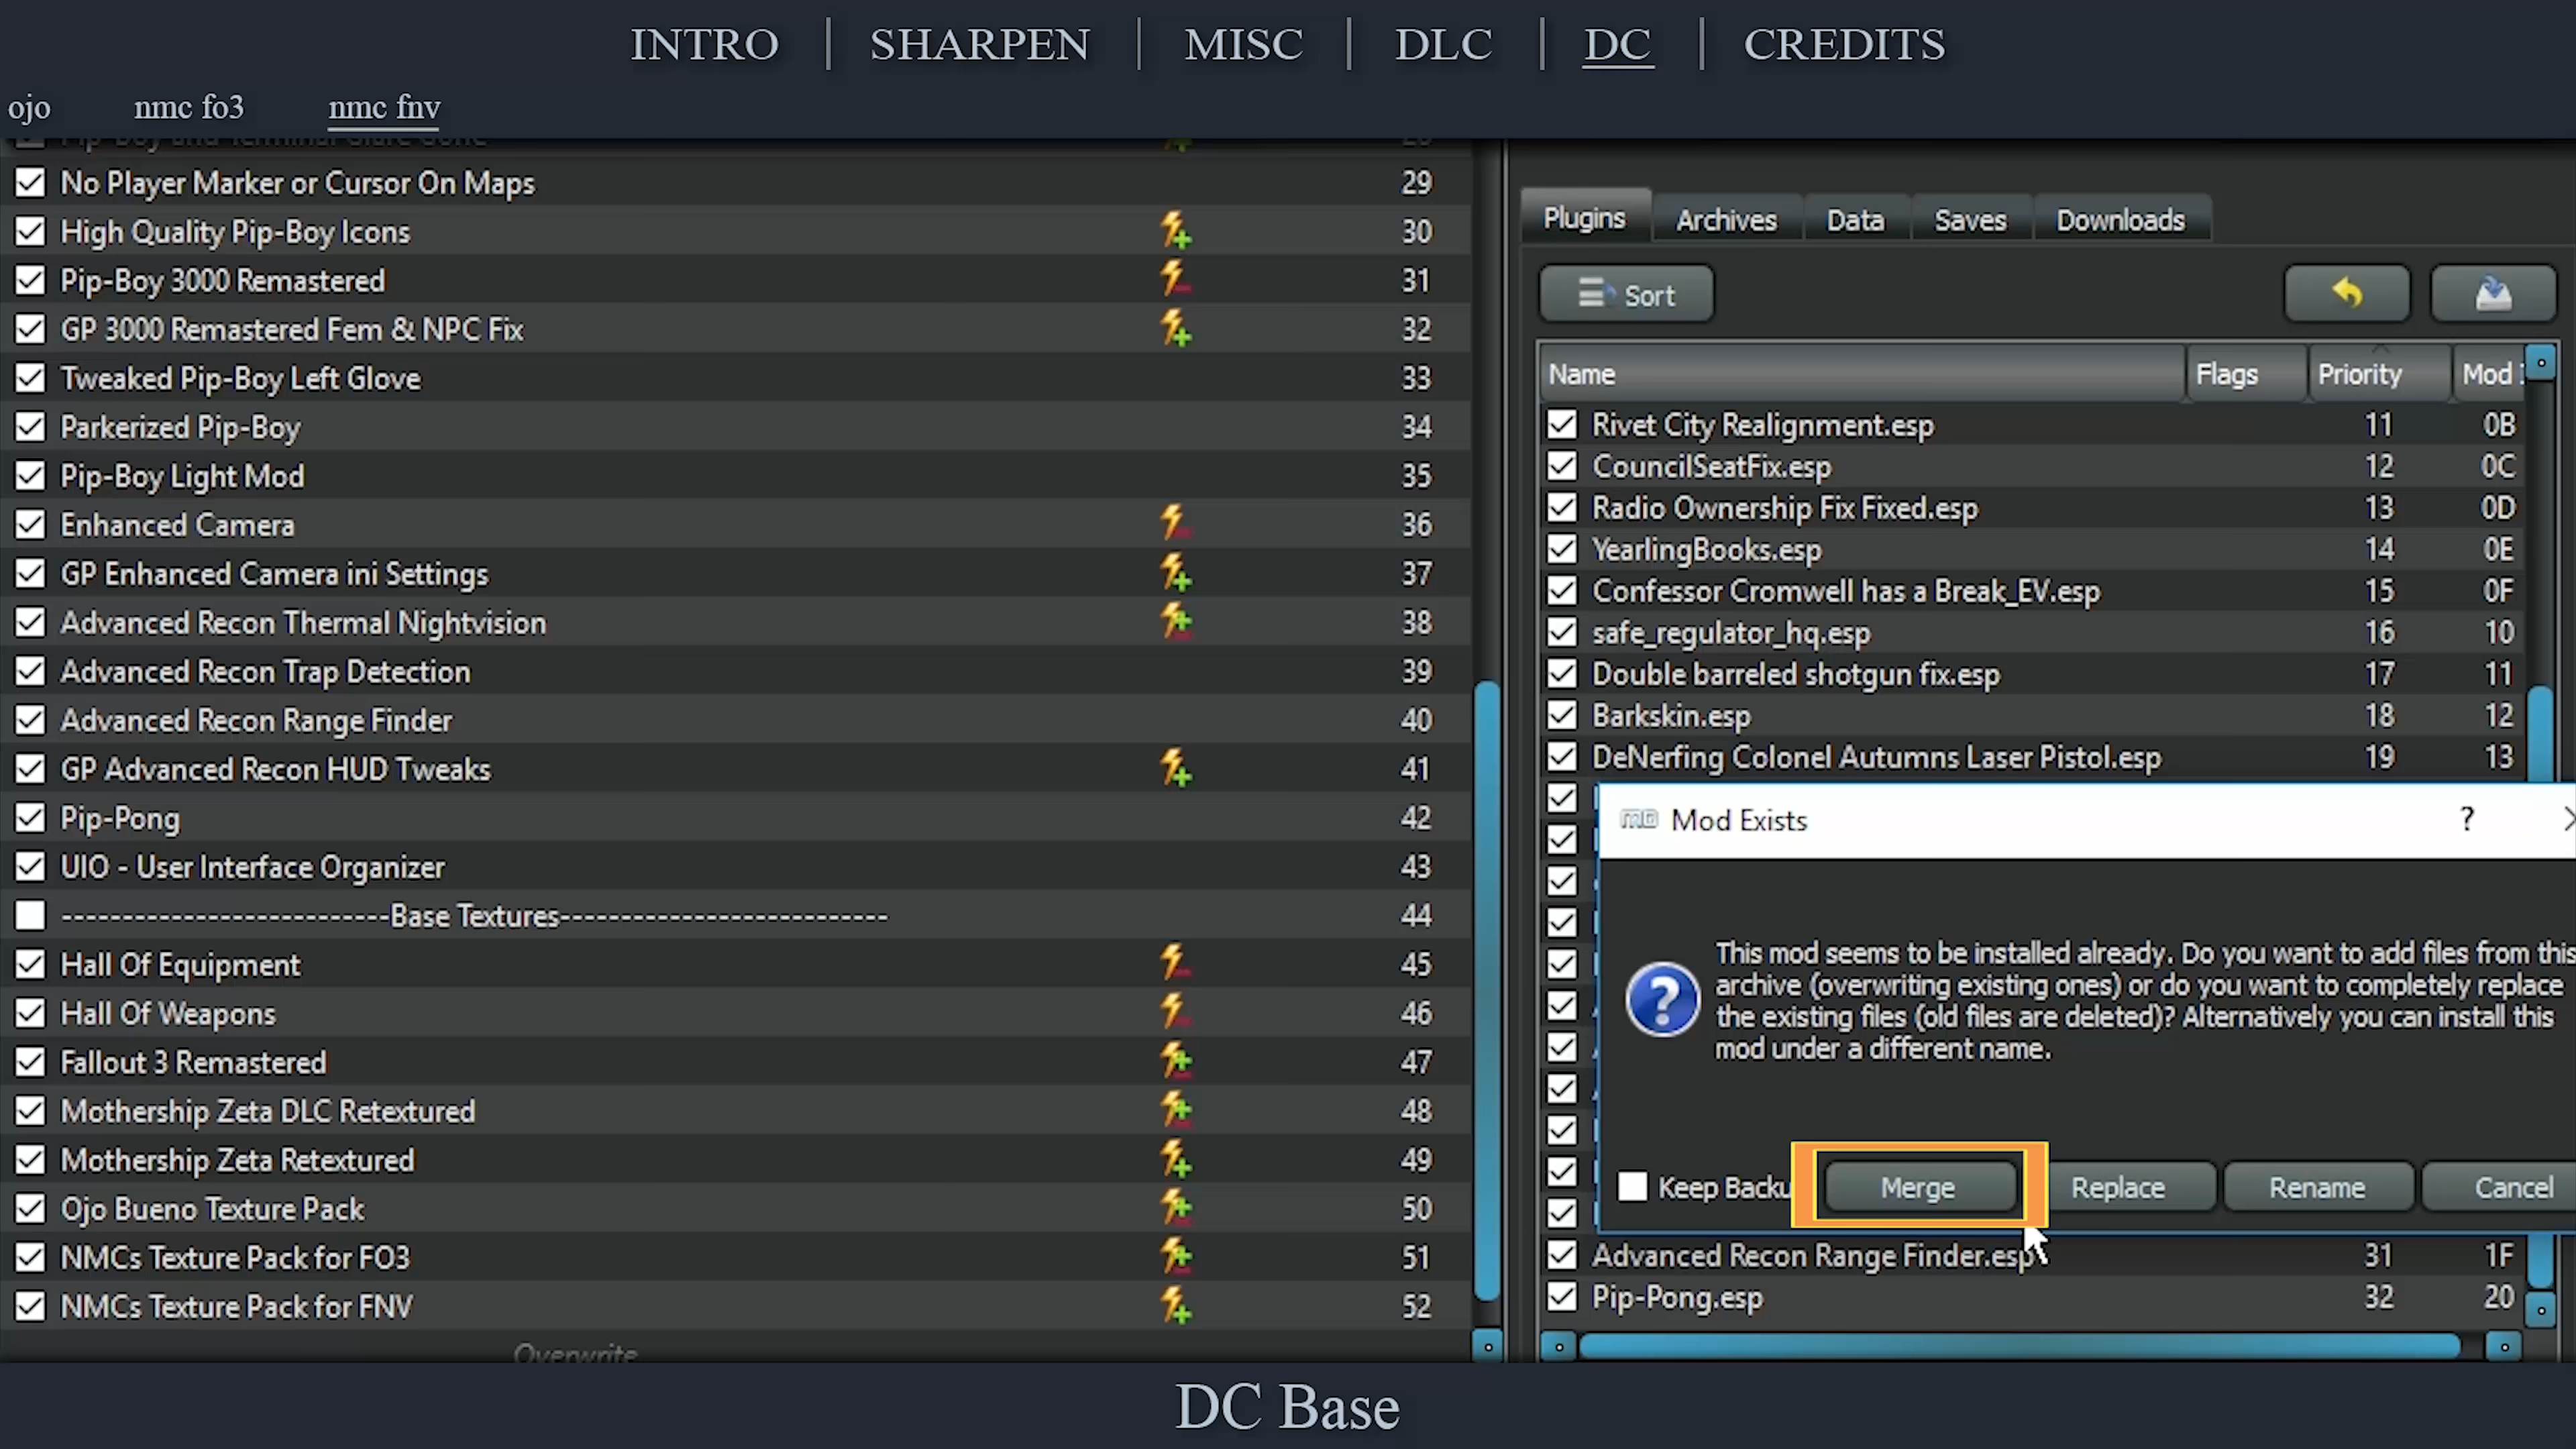 INTRO | SHARPEN | MISC | DLC | DC | CREDITS
ojo nmc fo3 nmc fnv
No Player Marker or Cursor On Maps 29
High Quality Pip-Boy Icons 30
Pip-Boy 3000 Remastered 31
GP 3000 Remastered Fem & NPC Fix 32
Tweaked Pip-Boy Left Glove 33
Parkerized Pip-Boy 34
Pip-Boy Light Mod 35
Enhanced Camera 36
GP Enhanced Camera ini Settings 37
Advanced Recon Thermal Nightvision 38
Advanced Recon Trap Detection 39
Advanced Recon Range Finder 40
GP Advanced Recon HUD Tweaks 41
Pip-Pong 42
UIO - User Interface Organizer 43
---------------------------Base Textures--------------------------- 44
Hall Of Equipment 45
Hall Of Weapons 46
Fallout 3 Remastered 47
Mothership Zeta DLC Retextured 48
Mothership Zeta Retextured 49
Ojo Bueno Texture Pack 50
NMCs Texture Pack for FO3 51
NMCs Texture Pack for FNV 52
Overwrite
Plugins Archives Data Saves Downloads
Sort
Name Flags Priority Mod
Rivet City Realignment.esp 11 0B
CouncilSeatFix.esp 12 0C
Radio Ownership Fix Fixed.esp 13 0D
YearlingBooks.esp 14 0E
Confessor Cromwell has a Break_EV.esp 15 0F
safe_regulator_hq.esp 16 10
Double barreled shotgun fix.esp 17 11
Barkskin.esp 18 12
DeNerfing Colonel Autumns Laser Pistol.esp 19 13
MO Mod Exists ?
This mod seems to be installed already. Do you want to add files from this
archive (overwriting existing ones) or do you want to completely replace
the existing files (old files are deleted)? Alternatively you can install this
mod under a different name.
Keep Backu Merge Replace Rename Cancel
Advanced Recon Range Finder.esp 31 1F
Pip-Pong.esp 32 20
DC Base